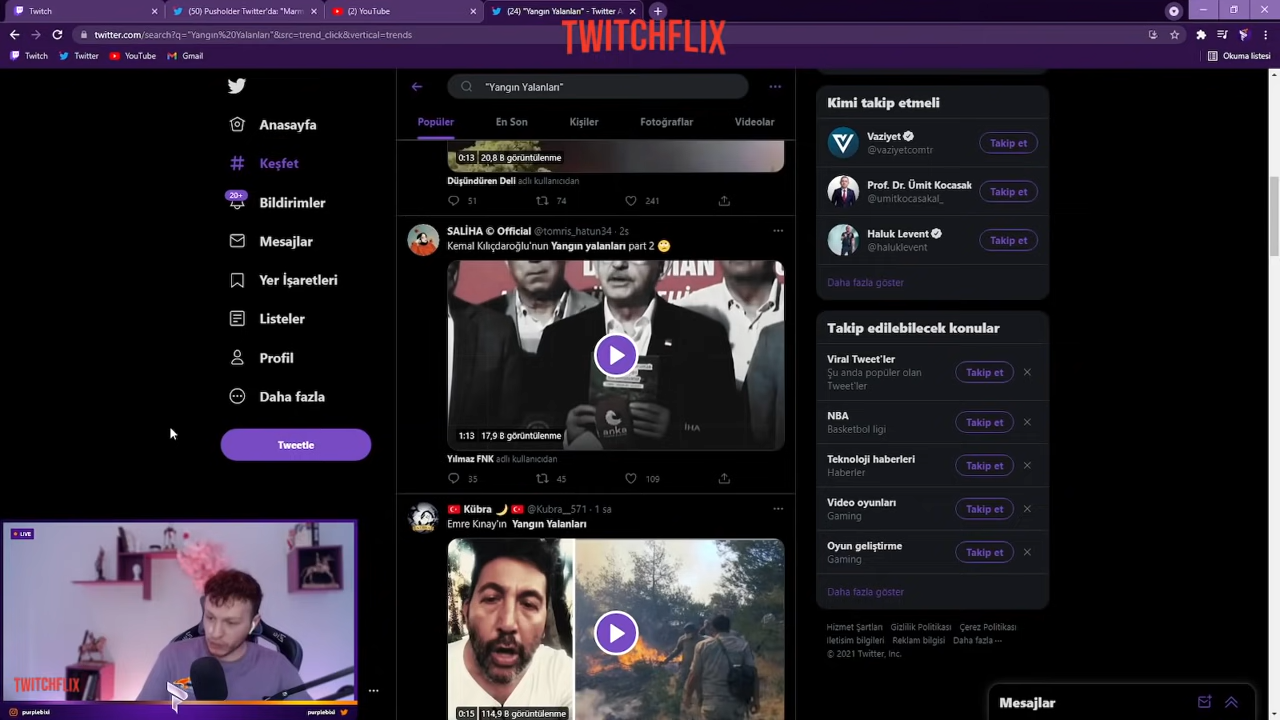 Twitch
(50) Pusholder Twitter'da: "Marm
(2) YouTube
(24) "Yangın Yalanları" - Twitter A
twitter.com/search?q="Yangın%20Yalanları"&src=trend_click&vertical=trends
TWITCHFLIX
Twitch
Twitter
YouTube
Gmail
Okuma listesi
Anasayfa
Keşfet
20+
Bildirimler
Mesajlar
Yer İşaretleri
Listeler
Profil
Daha fazla
Tweetle
"Yangın Yalanları"
Popüler
En Son
Kişiler
Fotoğraflar
Videolar
0:13 20,8 B görüntülenme
Düşündüren Deli adlı kullanıcıdan
51
74
241
SALİHA © Official @tomris_hatun34 · 2s
Kemal Kılıçdaroğlu'nun Yangın yalanları part 2 🙄
anka
İHA
1:13 17,9 B görüntülenme
Yılmaz FNK adlı kullanıcıdan
35
45
109
🇹🇷 Kübra 🌙 🇹🇷 @Kubra__571 · 1 sa
Emre Kınay'ın Yangın Yalanları
0:15 114,9 B görüntülenme
Kimi takip etmeli
Vaziyet
@vaziyetcomtr
Takip et
Prof. Dr. Ümit Kocasak
@umitkocasakal_
Takip et
Haluk Levent
@haluklevent
Takip et
Daha fazla göster
Takip edilebilecek konular
Viral Tweet'ler
Şu anda popüler olan
Tweet'ler
Takip et
NBA
Basketbol ligi
Takip et
Teknoloji haberleri
Haberler
Takip et
Video oyunları
Gaming
Takip et
Oyun geliştirme
Gaming
Takip et
Daha fazla göster
Hizmet Şartları Gizlilik Politikası Çerez Politikası
İletisim bilgileri Reklam bilgisi Daha fazla ···
© 2021 Twitter, Inc.
Mesajlar
LIVE
TWITCHFLIX
purplebixi
purplebixi